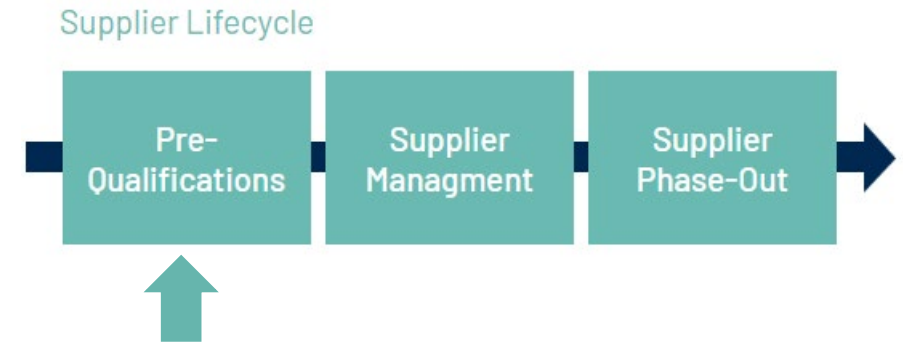 Supplier Lifecycle
Pre-
Qualifications
Supplier
Managment
Supplier
Phase-Out